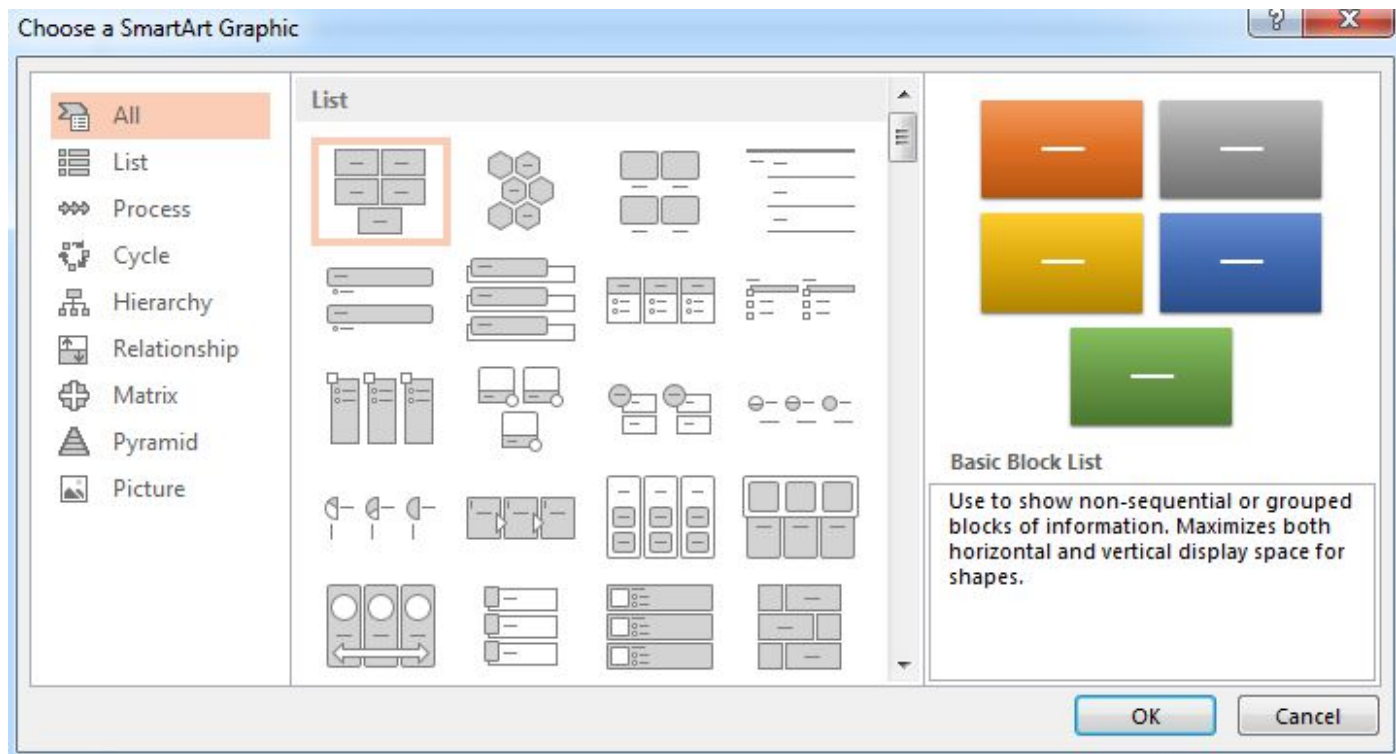 Choose a SmartArt Graphic
?
X
All
List
Process
Cycle
Hierarchy
Relationship
Matrix
Pyramid
Picture
List
Basic Block List
Use to show non-sequential or grouped
blocks of information. Maximizes both
horizontal and vertical display space for
shapes.
OK
Cancel